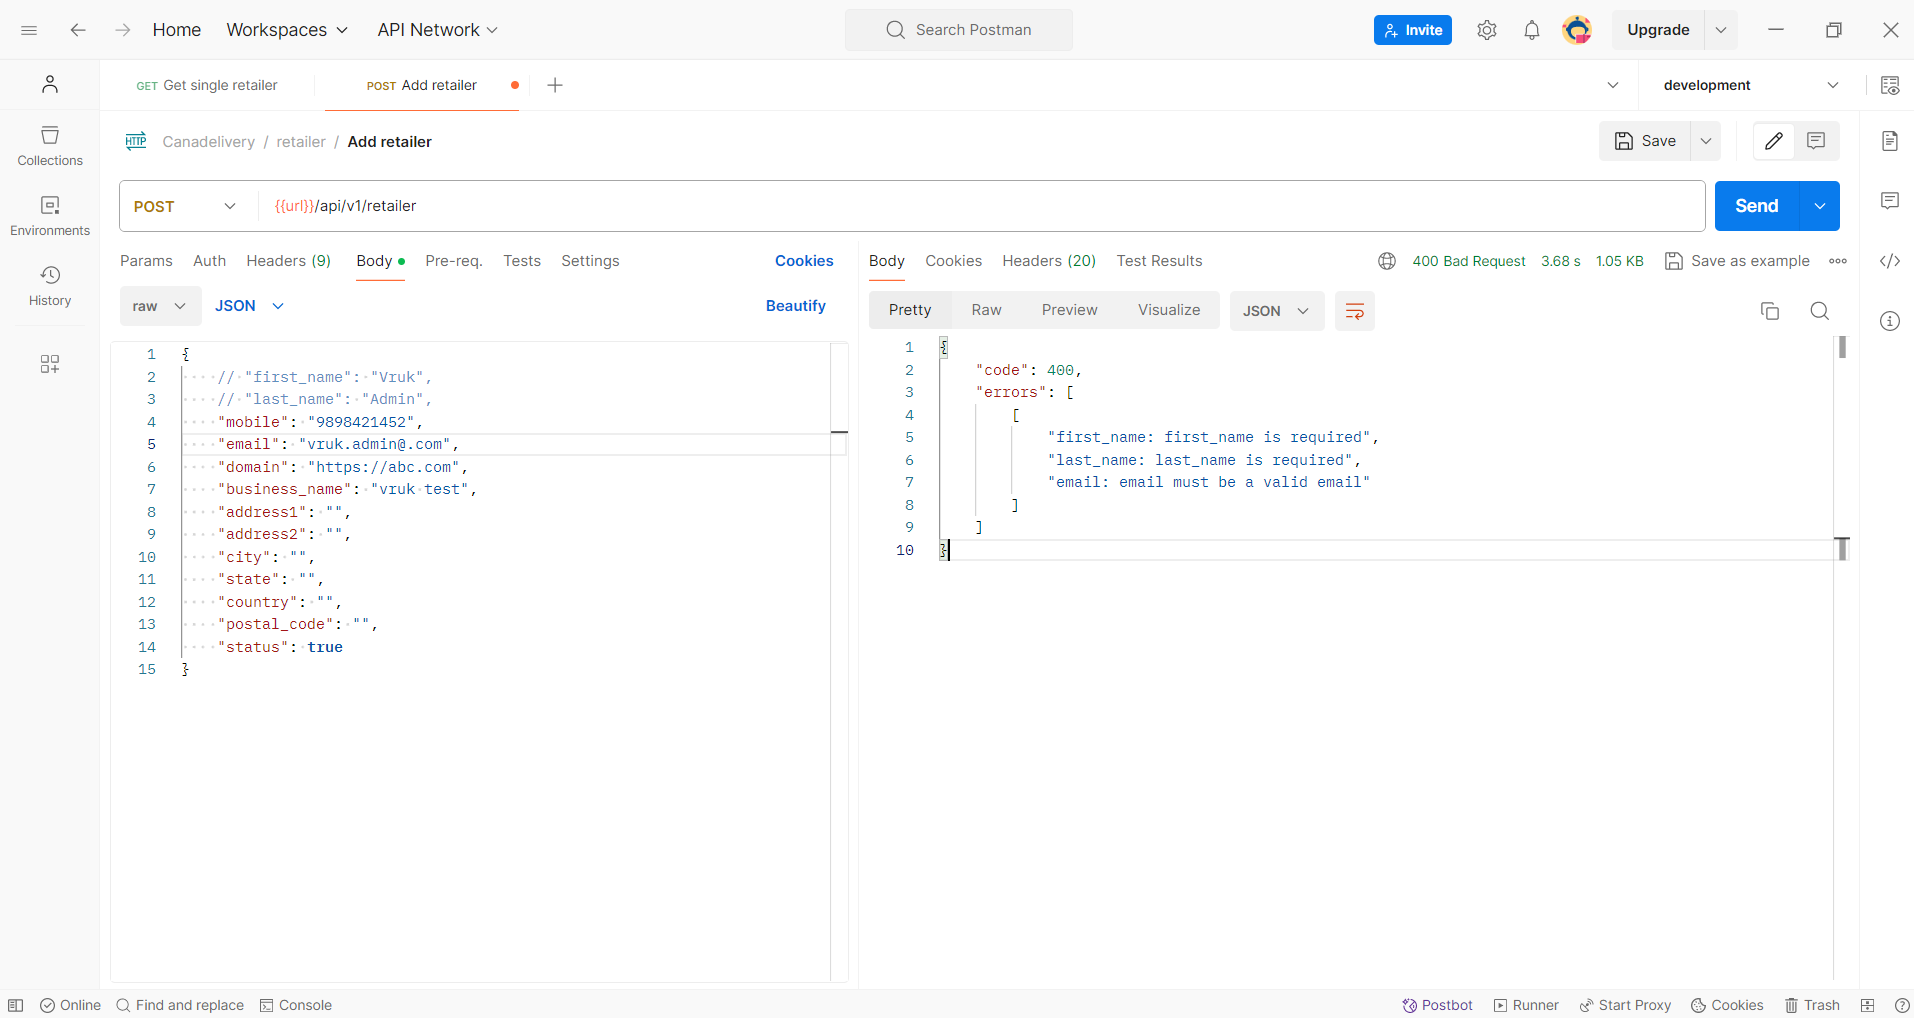 Home Workspaces API Network Search Postman Invite Upgrade
GET Get single retailer POST Add retailer development
HTTP Canadelivery / retailer / Add retailer Save
POST {{url}}/api/v1/retailer Send
Params Auth Headers (9) Body Pre-req. Tests Settings Cookies
raw JSON Beautify
1 {
2 // "first_name": "Vruk",
3 // "last_name": "Admin",
4 "mobile": "9898421452",
5 "email": "vruk.admin@.com",
6 "domain": "https://abc.com",
7 "business_name": "vruk test",
8 "address1": "",
9 "address2": "",
10 "city": "",
11 "state": "",
12 "country": "",
13 "postal_code": "",
14 "status": true
15 }
Body Cookies Headers (20) Test Results 400 Bad Request 3.68 s 1.05 KB Save as example
Pretty Raw Preview Visualize JSON
1 {
2 "code": 400,
3 "errors": [
4 [
5 "first_name: first_name is required",
6 "last_name: last_name is required",
7 "email: email must be a valid email"
8 ]
9 ]
10 }
Collections
Environments
History
Online Find and replace Console Postbot Runner Start Proxy Cookies Trash